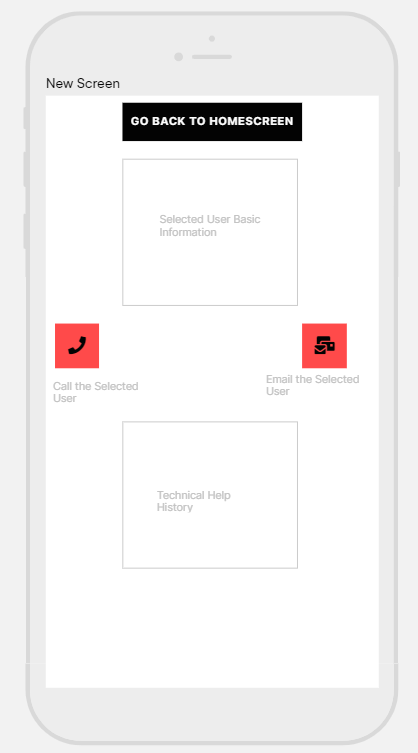 New Screen
GO BACK TO HOMESCREEN
Selected User Basic
Information
Call the Selected
User
Email the Selected
User
Technical Help
History